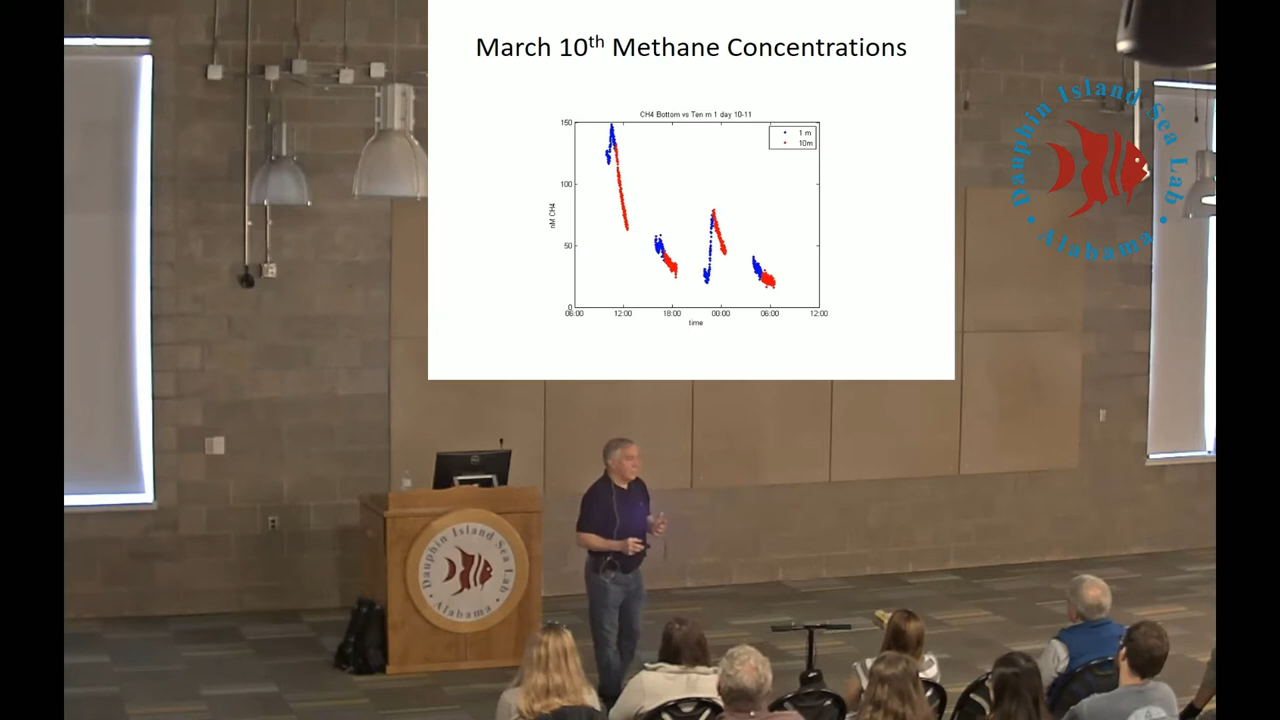 March 10th Methane Concentrations
CH4 Bottom vs Ten m 1 day 10-11
1 m
10m
150
100
50
0
nM CH4
06:00 12:00 18:00 00:00 06:00 12:00
time
Dauphin Island Sea Lab
Alabama
Dauphin Island Sea Lab
Alabama